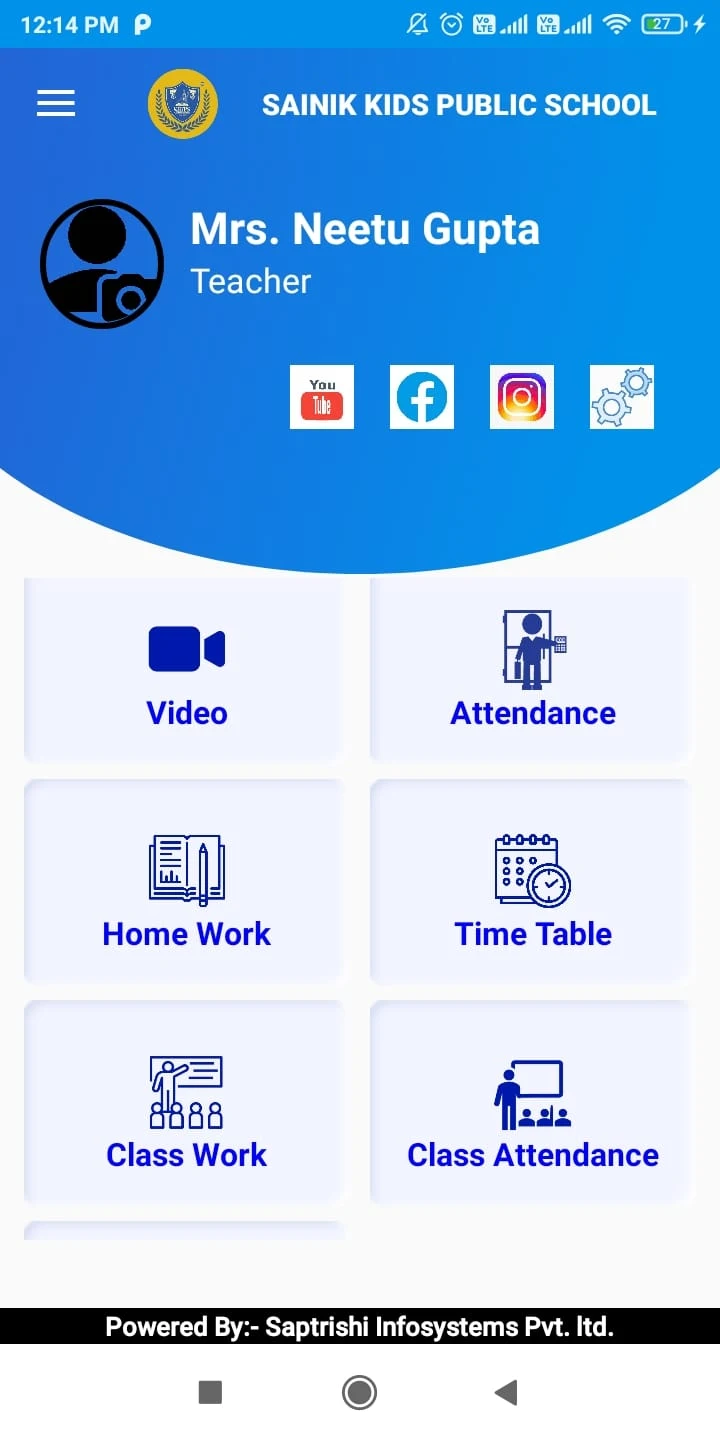 12:14 PM
Vo LTE Vo LTE 27
SAINIK KIDS PUBLIC SCHOOL
Mrs. Neetu Gupta
Teacher
You
Tube
Video Attendance
Home Work Time Table
Class Work Class Attendance
Powered By:- Saptrishi Infosystems Pvt. ltd.